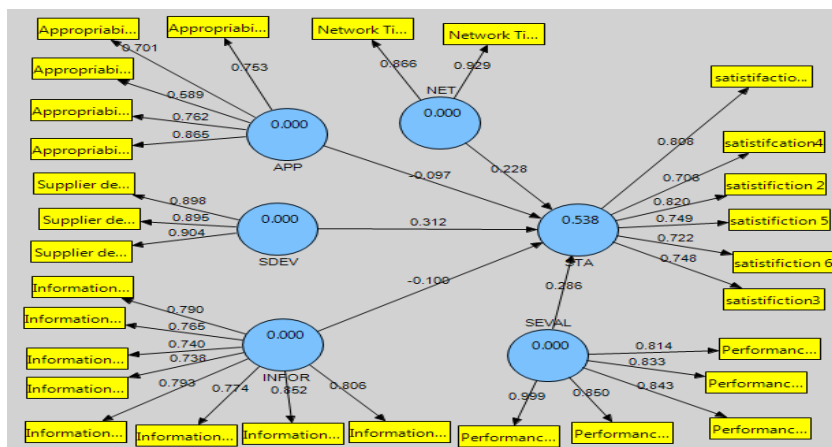 Appropriabi...
Appropriabi...
Network Ti...
Network Ti...
0.701
0.753
0.866
0.929
Appropriabi...
NET
satistifactio...
0.589
0.000
0.000
Appropriabi...
0.762
0.808
0.865
satistifcation4
Appropriabi...
APP
0.706
-0.097
0.228
Supplier de...
0.820
satistifiction 2
0.898
0.749
Supplier de...
0.895
0.000
0.312
0.538
satistifiction 5
0.904
0.722
Supplier de...
SDEV
STA
0.748
satistifiction 6
-0.100
0.286
Information...
0.790
satistifiction3
SEVAL
Information...
0.765
0.000
0.000
0.814
Performanc...
0.740
0.833
Information...
0.738
INFOR
Performanc...
Information...
0.793
0.774
0.852
0.806
0.999
0.850
0.843
Information...
Information...
Information...
Information...
Performanc...
Performanc...
Performanc...